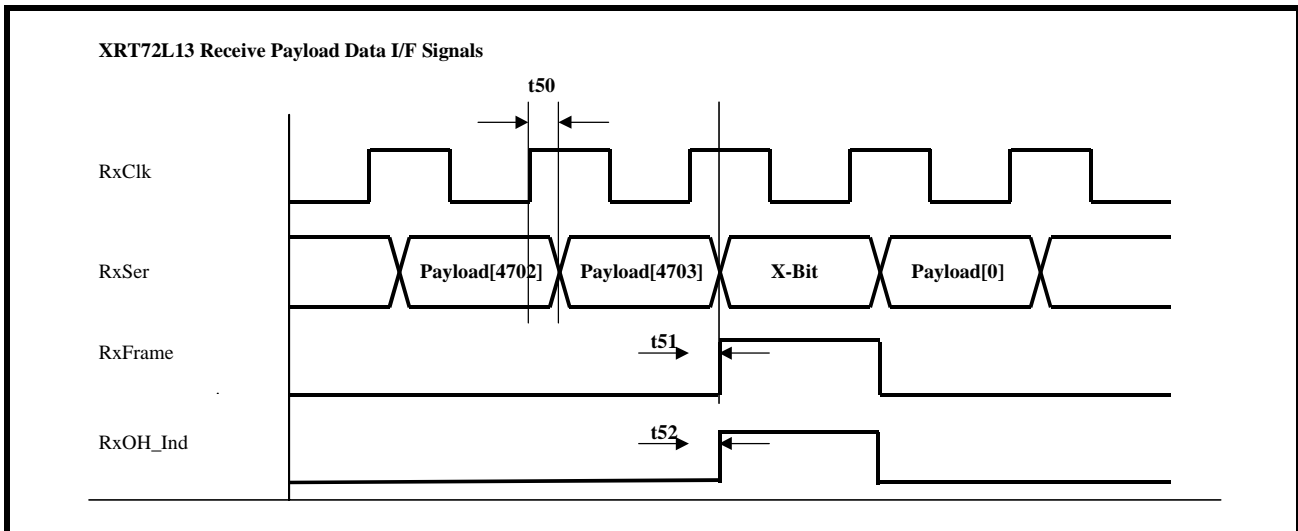 XRT72L13 Receive Payload Data I/F Signals
t50
RxClk
RxSer
Payload[4702]
Payload[4703]
X-Bit
Payload[0]
RxFrame
t51
RxOH_Ind
t52